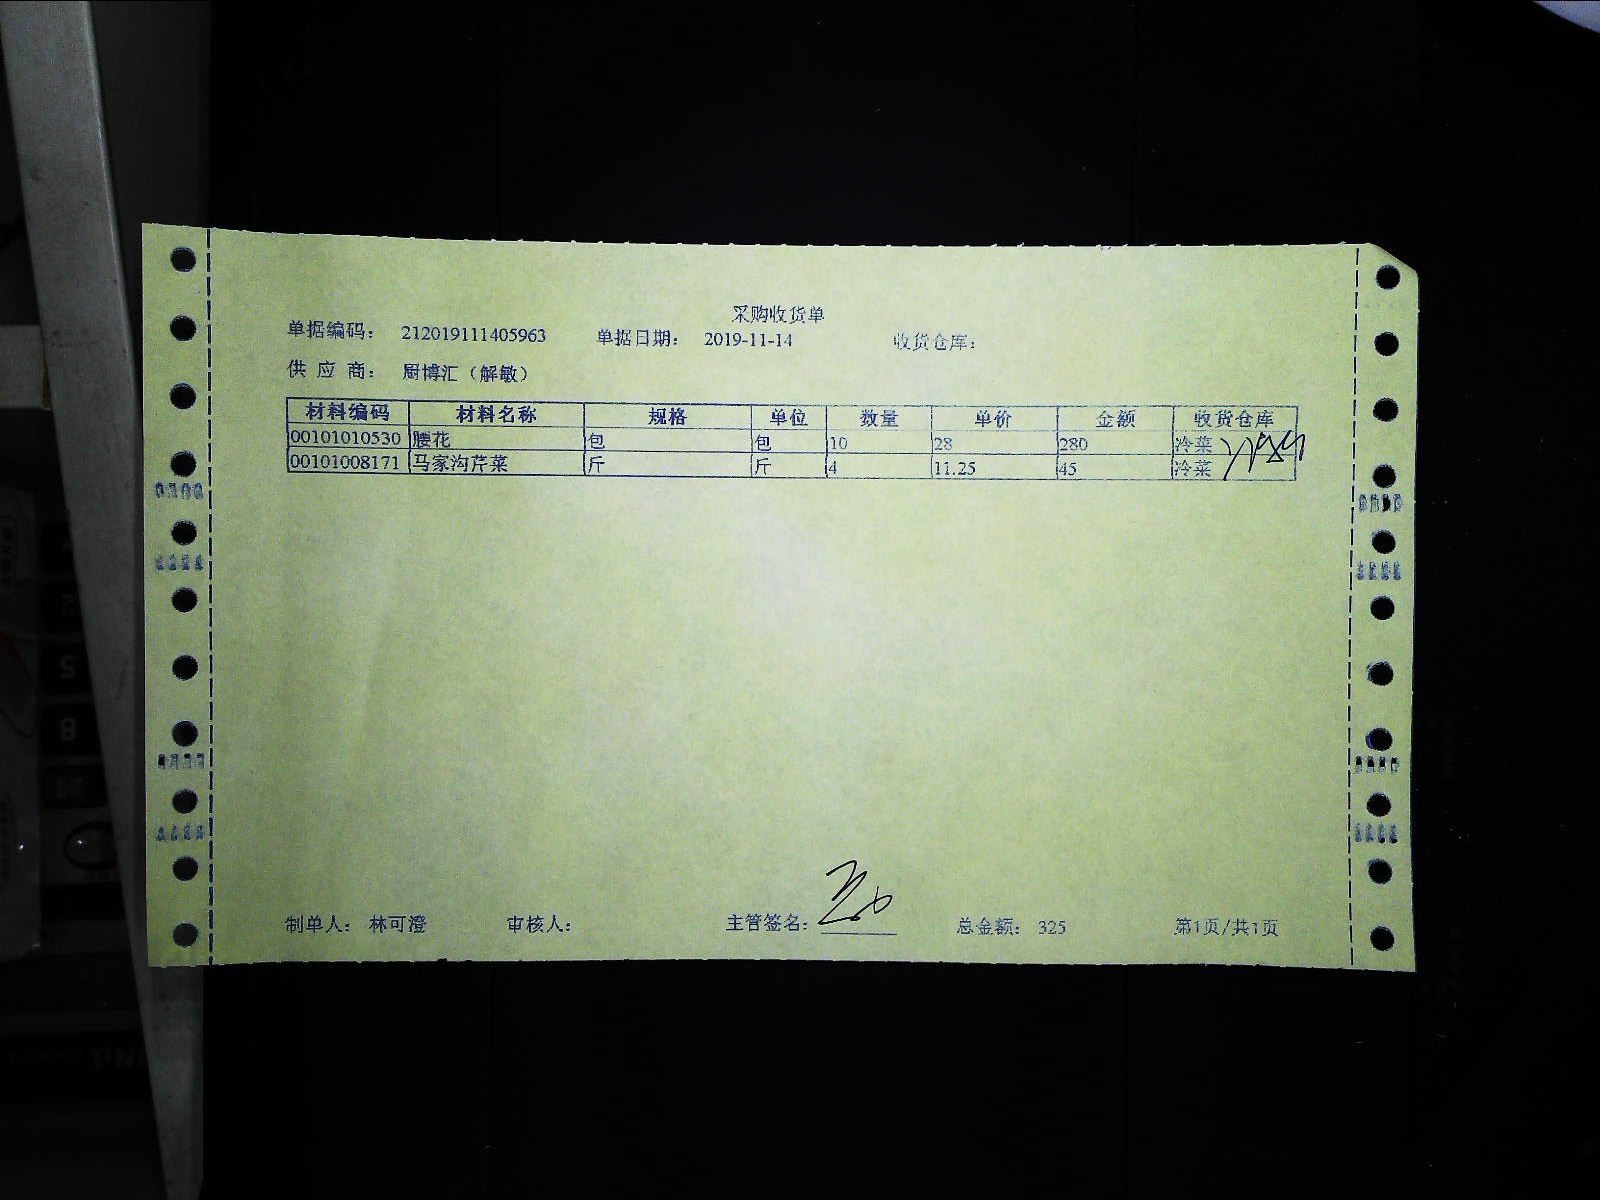 采购收货单
单据编码： 212019111405963 单据日期： 2019-11-14 收货仓库：
供 应 商： 厨博汇（解敏）
材料编码 材料名称 规格 单位 数量 单价 金额 收货仓库
00101010530 腰花 包 包 10 28 280 冷菜
00101008171 马家沟芹菜 斤 斤 4 11.25 45 冷菜
制单人： 林可澄 审核人： 主管签名： 总金额： 325 第1页/共1页